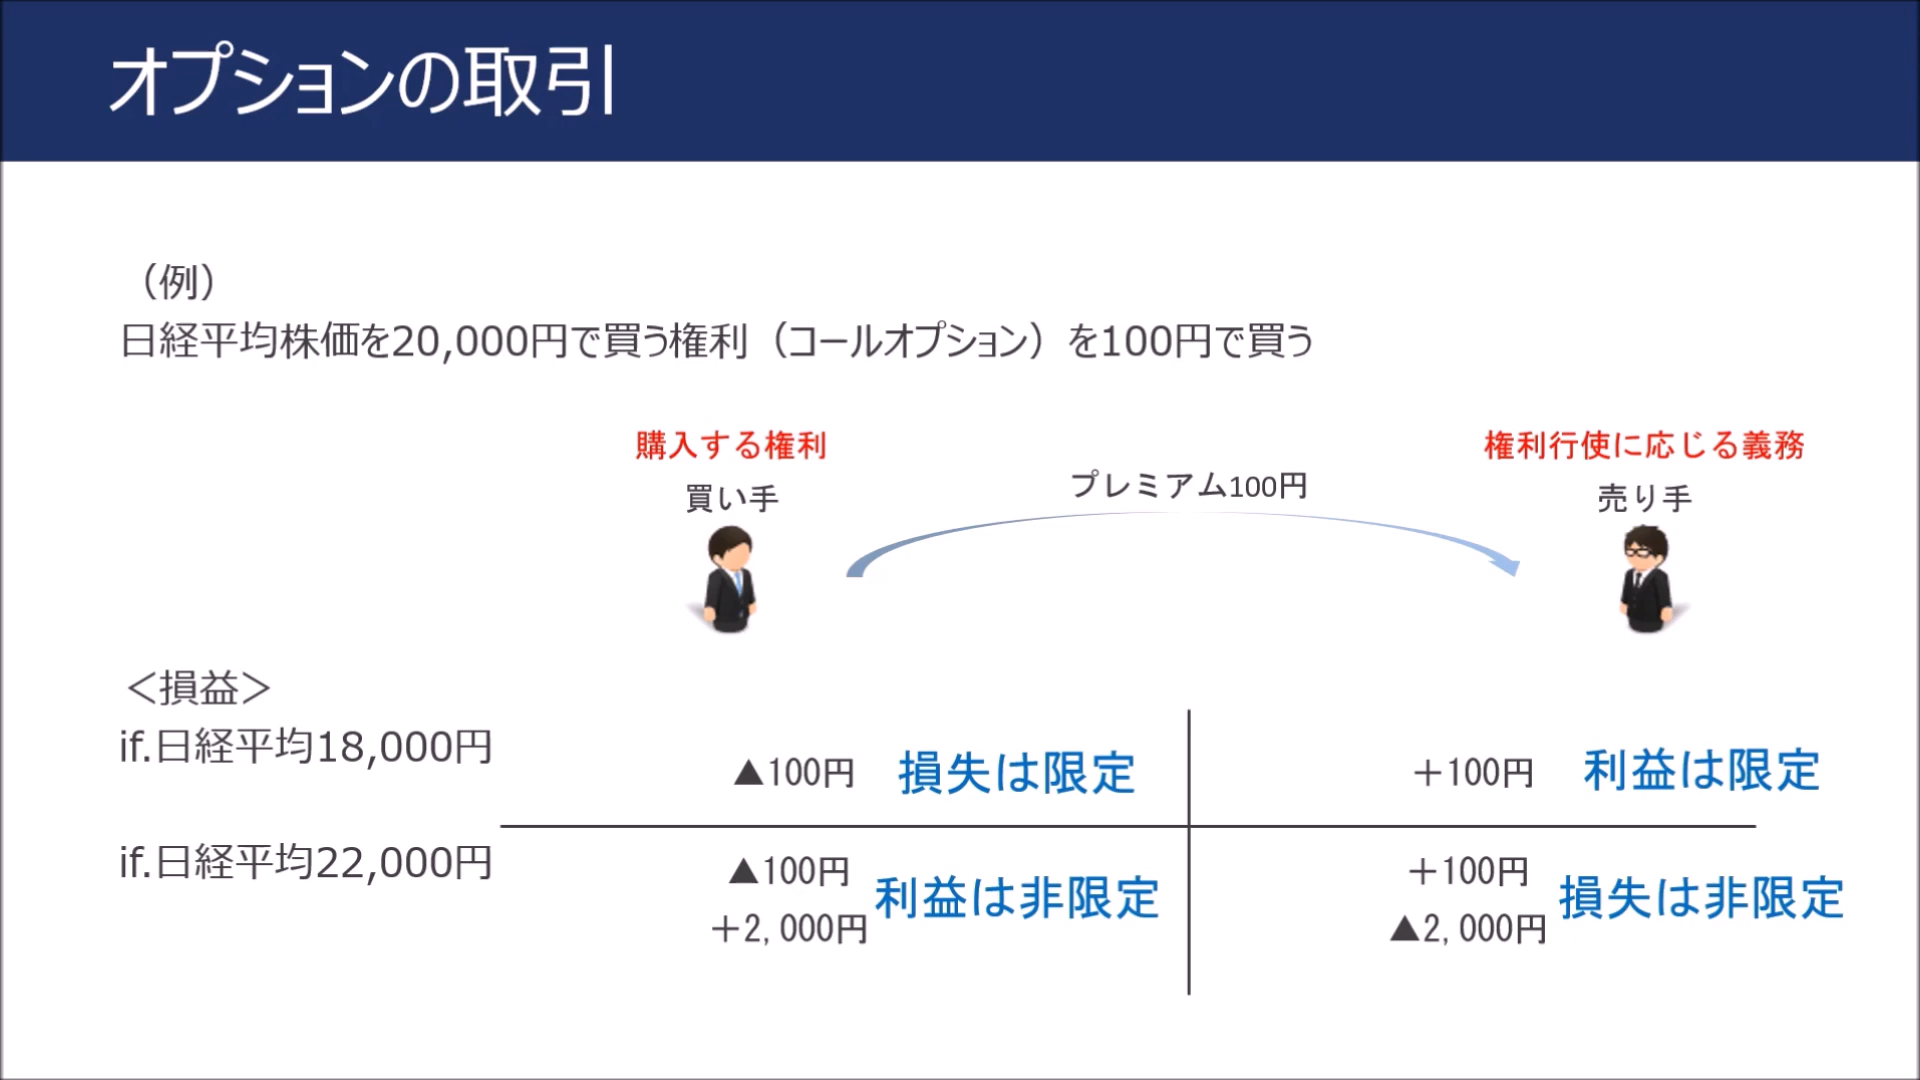 オプションの取引
（例）
日経平均株価を20,000円で買う権利（コールオプション）を100円で買う
購入する権利
権利行使に応じる義務
買い手
プレミアム100円
売り手
＜損益＞
if.日経平均18,000円
▲100円
損失は限定
＋100円
利益は限定
if.日経平均22,000円
▲100円
＋2,000円
利益は非限定
＋100円
▲2,000円
損失は非限定